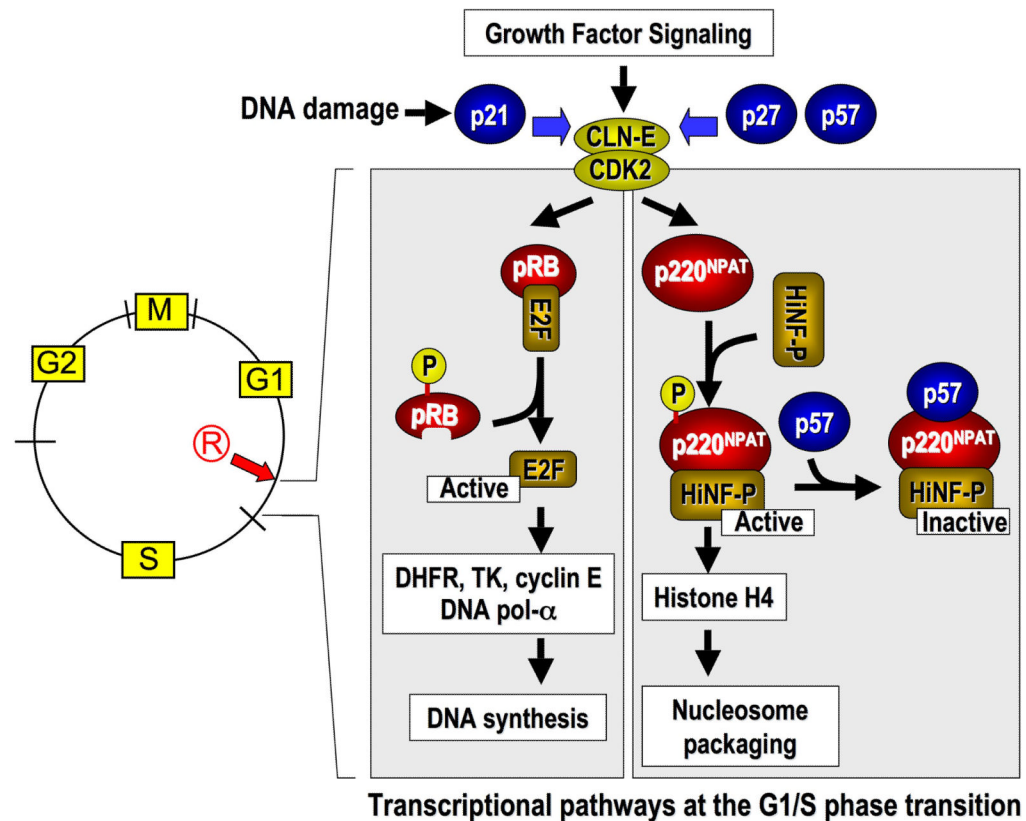 Growth Factor Signaling
DNA damage
p21
p27
p57
CLN-E
CDK2
M
G2
G1
R
S
pRB
E2F
P
pRB
E2F
Active
DHFR, TK, cyclin E
DNA pol-α
DNA synthesis
p220NPAT
HiNF-P
P
p220NPAT
HiNF-P
Active
p57
p57
p220NPAT
HiNF-P
Inactive
Histone H4
Nucleosome
packaging
Transcriptional pathways at the G1/S phase transition